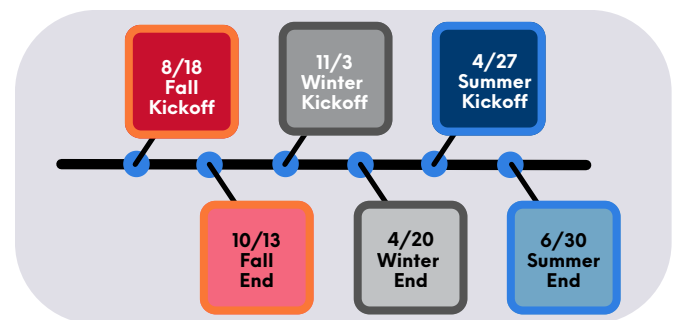 8/18
Fall
Kickoff
10/13
Fall
End
11/3
Winter
Kickoff
4/20
Winter
End
4/27
Summer
Kickoff
6/30
Summer
End